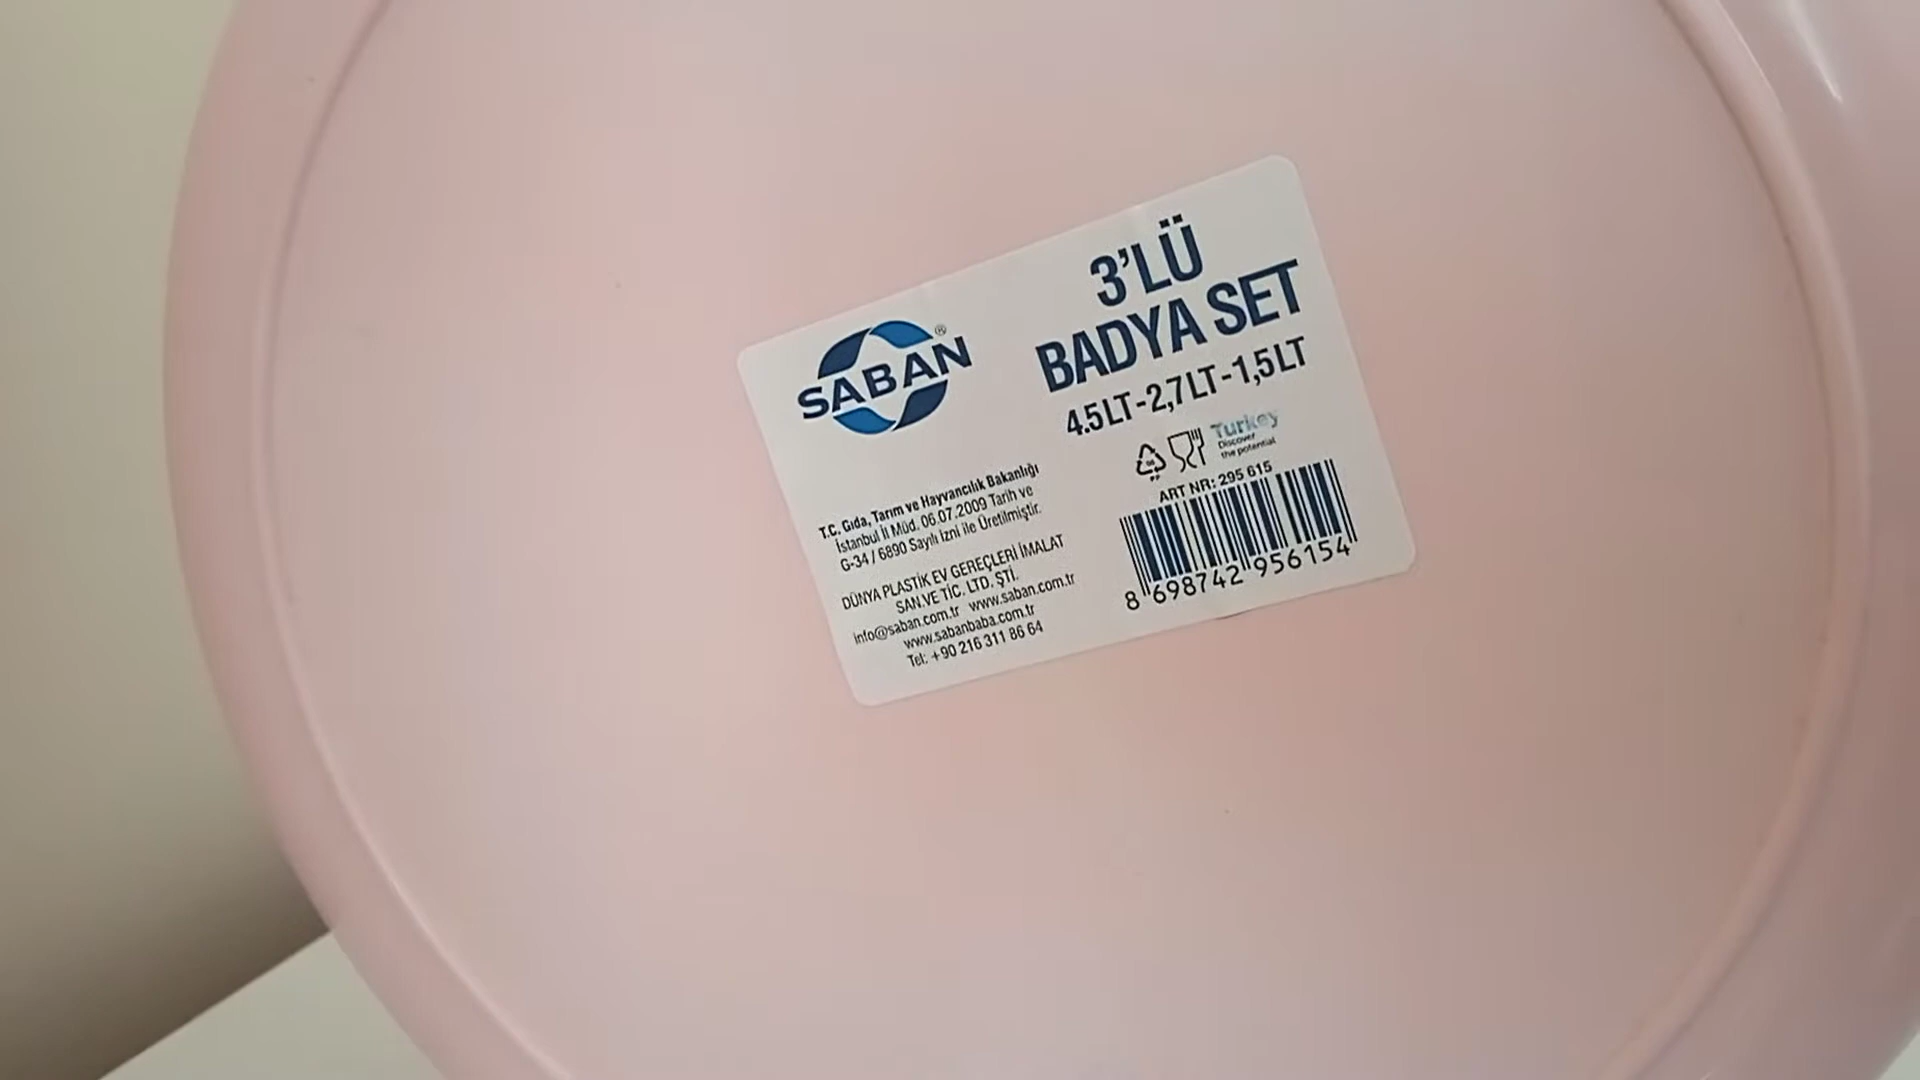 SABAN®
3'LÜ
BADYA SET
4.5LT-2,7LT-1,5LT
Turkey
Discover
the potential
PP
ART NR: 295 615
8 698742 956154
T.C. Gıda, Tarım ve Hayvancılık Bakanlığı
İstanbul İl Müd. 06.07.2009 Tarih ve
G-34 / 6890 Sayılı İzni ile Üretilmiştir.
DÜNYA PLASTİK EV GEREÇLERİ İMALAT
SAN.VE TİC. LTD. ŞTİ.
info@saban.com.tr www.saban.com.tr
www.sabanbaba.com.tr
Tel: +90 216 311 86 64